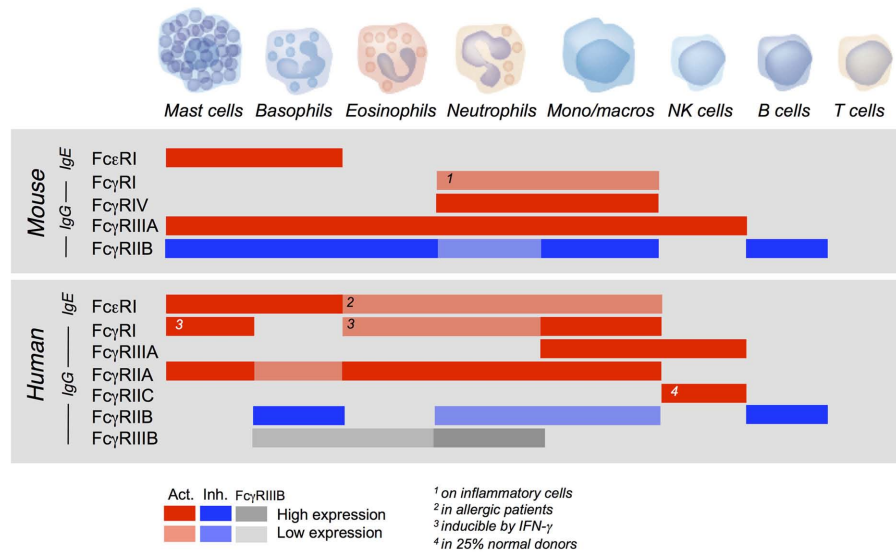 Mast cells Basophils Eosinophils Neutrophils Mono/macros NK cells B cells T cells
Mouse
IgE
FcεRI
IgG
FcγRI 1
FcγRIV
FcγRIIIA
FcγRIIB
Human
IgE
FcεRI 2
IgG
FcγRI 3 3
FcγRIIIA
FcγRIIA
FcγRIIC 4
FcγRIIB
FcγRIIIB
Act. Inh. FcγRIIIB
High expression
Low expression
1 on inflammatory cells
2 in allergic patients
3 inducible by IFN-γ
4 in 25% normal donors